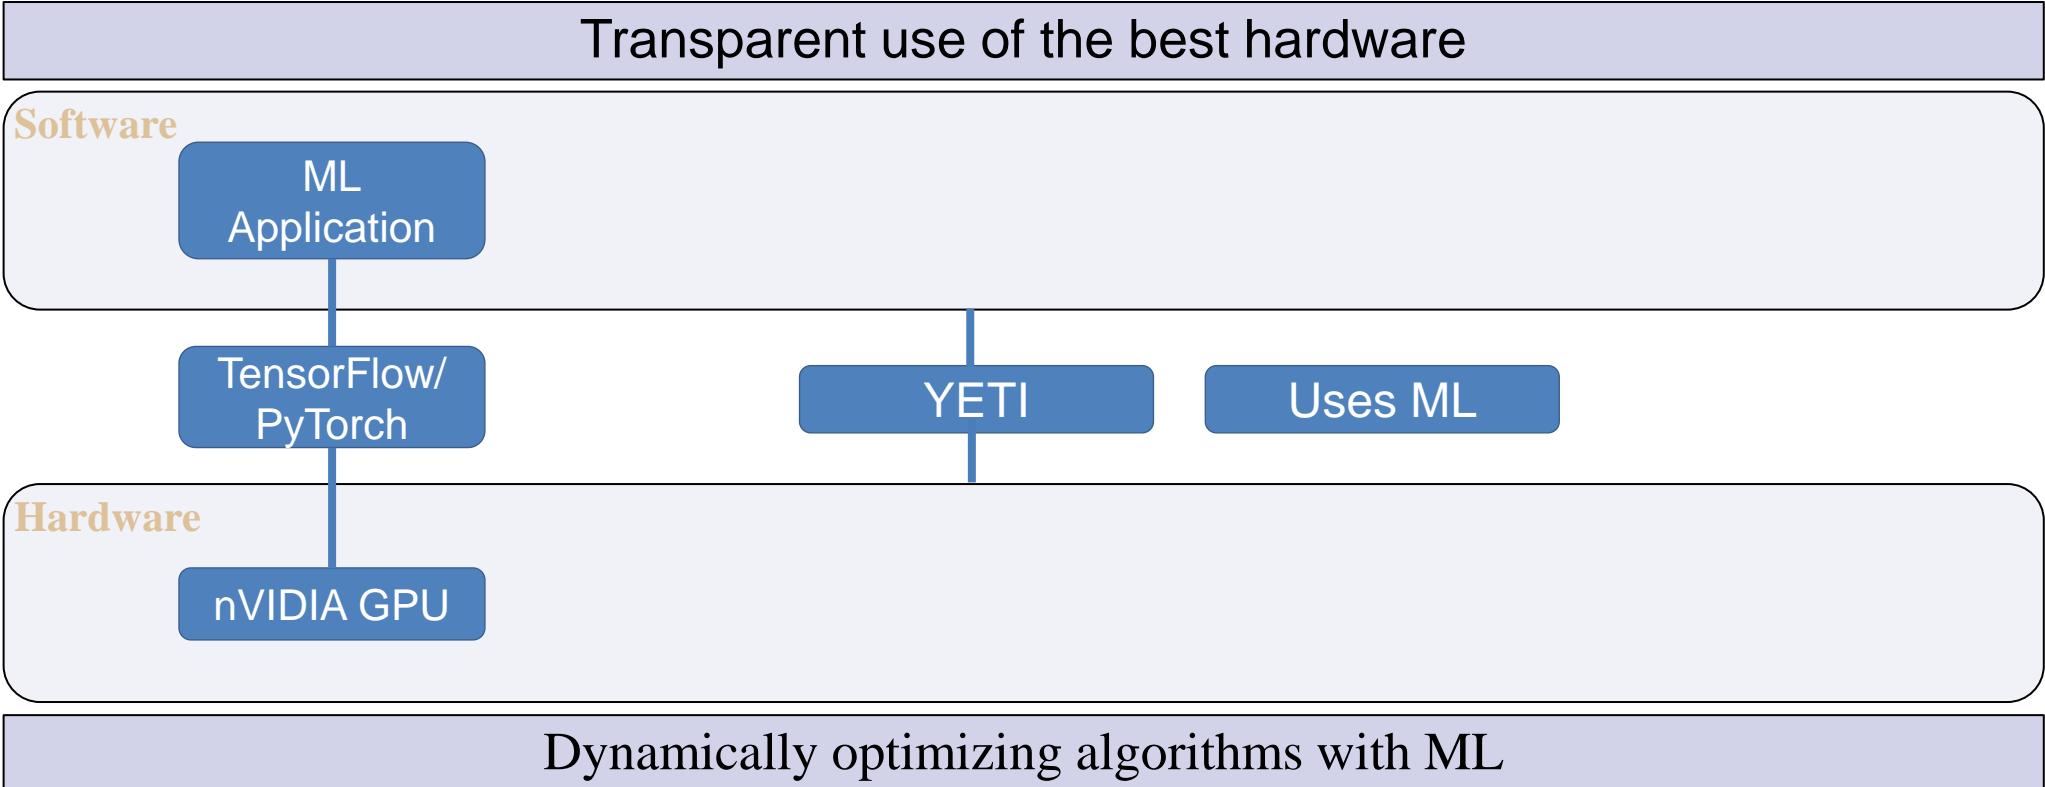 Transparent use of the best hardware
Software
ML
Application
TensorFlow/
PyTorch
YETI
Uses ML
Hardware
nVIDIA GPU
Dynamically optimizing algorithms with ML